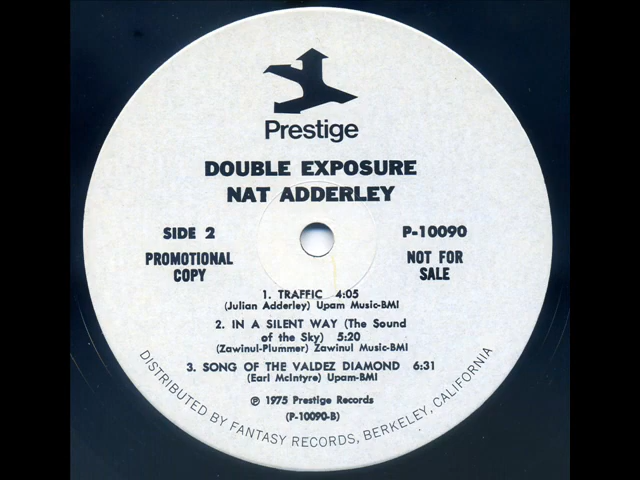 Prestige
DOUBLE EXPOSURE
NAT ADDERLEY
SIDE 2
P-10090
PROMOTIONAL
COPY
NOT FOR
SALE
1. TRAFFIC 4:05
(Julian Adderley) Upam Music-BMI
2. IN A SILENT WAY (The Sound
of the Sky) 5:20
(Zawinul-Plummer) Zawinul Music-BMI
3. SONG OF THE VALDEZ DIAMOND 6:31
(Earl McIntyre) Upam-BMI
℗ 1975 Prestige Records
(P-10090-B)
DISTRIBUTED BY FANTASY RECORDS, BERKELEY, CALIFORNIA